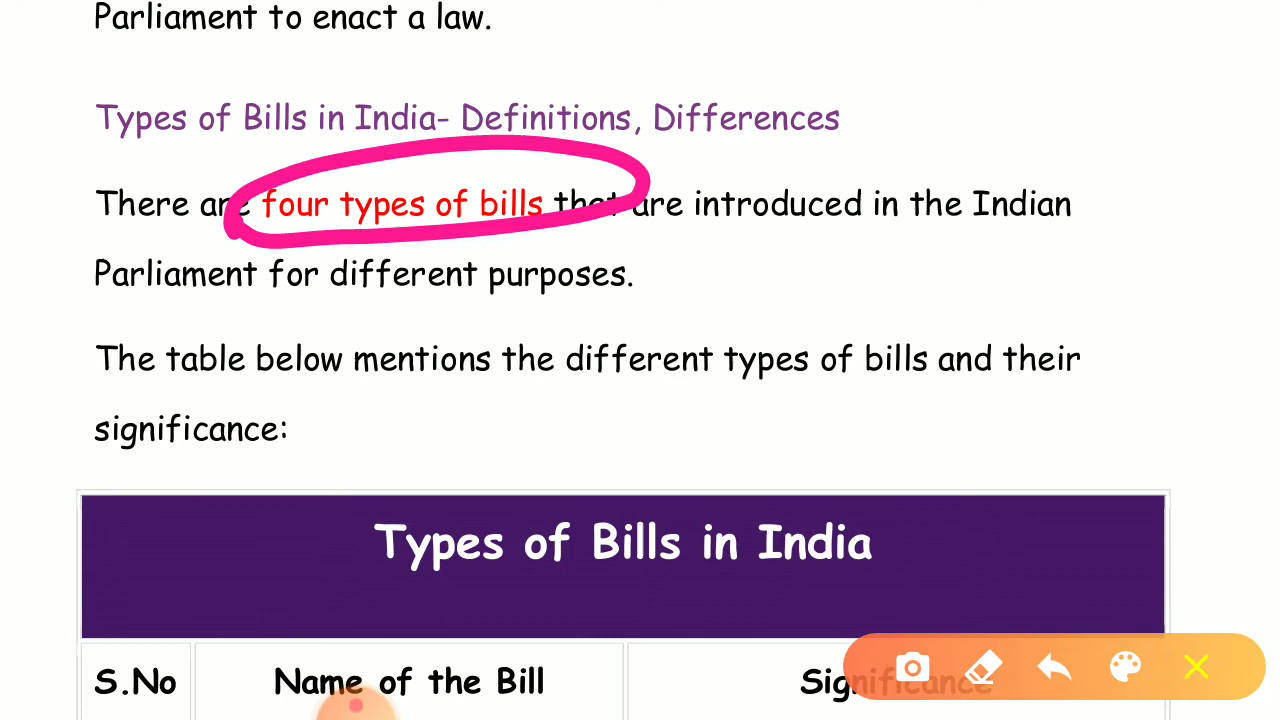 Parliament to enact a law.
Types of Bills in India- Definitions, Differences
There are four types of bills that are introduced in the Indian
Parliament for different purposes.
The table below mentions the different types of bills and their
significance:
Types of Bills in India
S.No Name of the Bill Significance